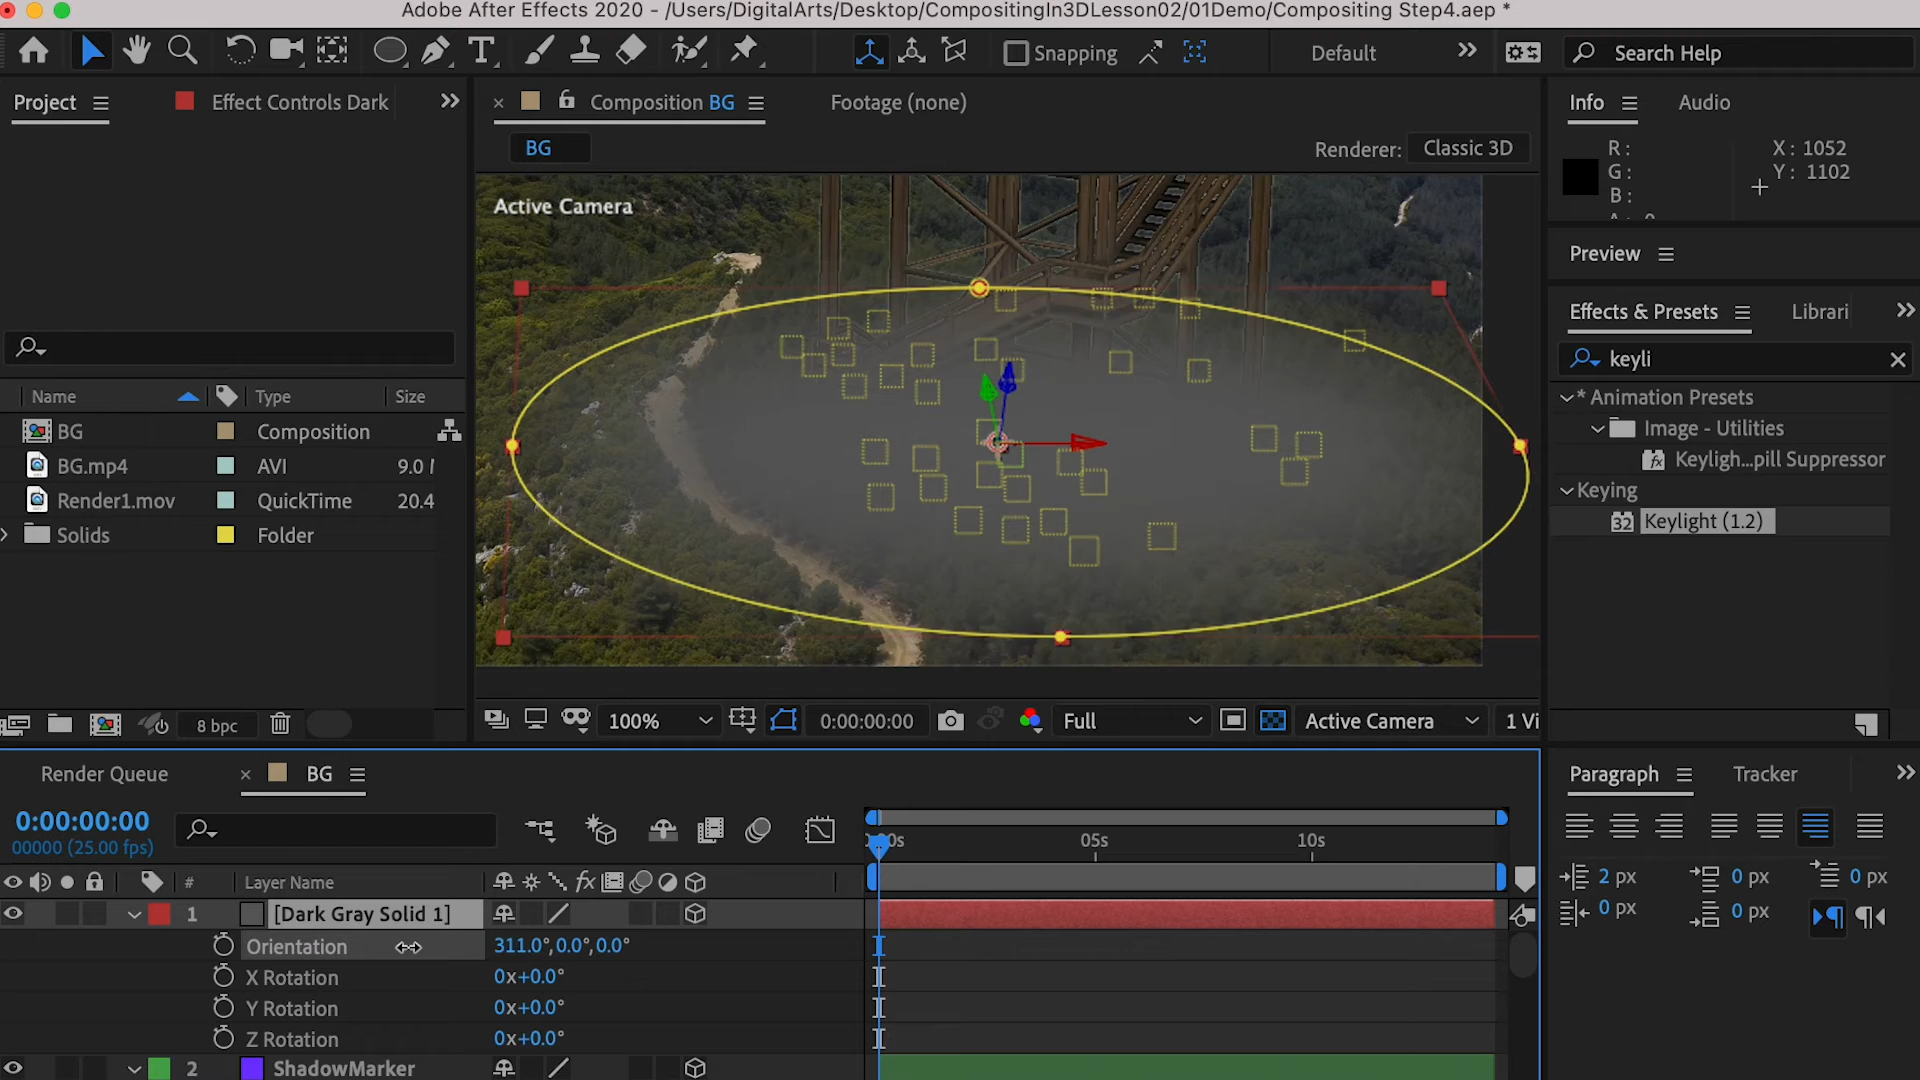 Adobe After Effects 2020 - /Users/DigitalArts/Desktop/CompositingIn3DLesson02/01Demo/Compositing Step4.aep *
Snapping
Default
Search Help
Project
Effect Controls Dark
Composition BG
Footage (none)
Info
Audio
BG
Renderer:
Classic 3D
R :
G :
B :
X : 1052
Y : 1102
Active Camera
Preview
Effects & Presets
Librari
keyli
Name
Type
Size
* Animation Presets
Image - Utilities
Keyligh...pill Suppressor
Keying
32
Keylight (1.2)
BG
Composition
BG.mp4
AVI
9.0
Render1.mov
QuickTime
20.4
Solids
Folder
8 bpc
100%
0:00:00:00
Full
Active Camera
1 Vi
Render Queue
BG
Paragraph
Tracker
0:00:00:00
00000 (25.00 fps)
00s
05s
10s
#
Layer Name
fx
2 px
0 px
0 px
0 px
0 px
1
[Dark Gray Solid 1]
Orientation
311.0°,0.0°,0.0°
X Rotation
0x+0.0°
Y Rotation
0x+0.0°
Z Rotation
0x+0.0°
2
ShadowMarker